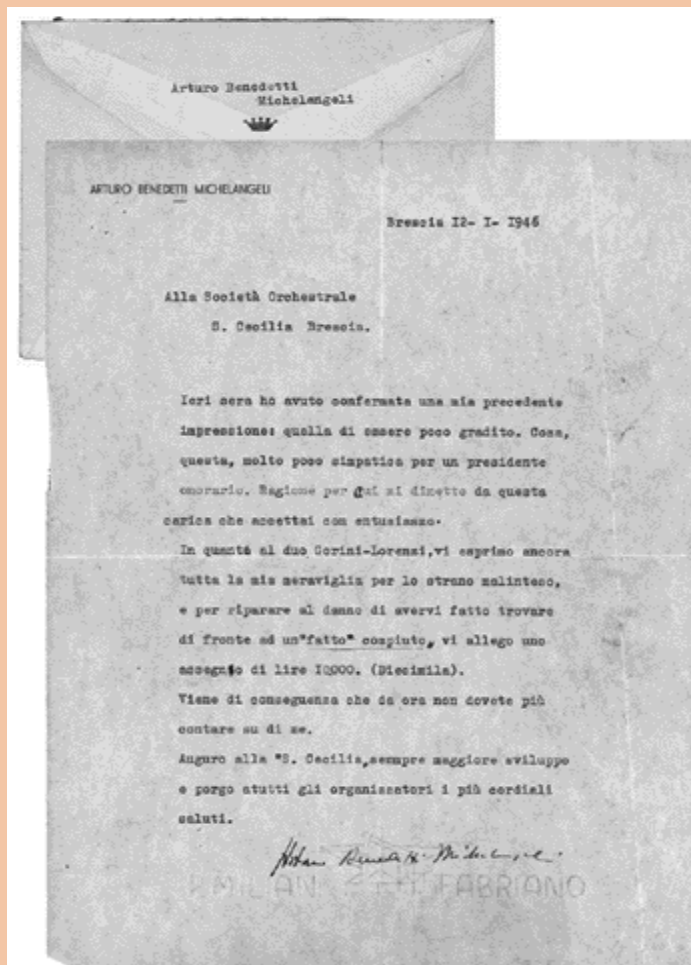 Arturo Benedetti
Michelangeli
ARTURO BENEDETTI MICHELANGELI
Brescia 12- I- 1946
Alla Società Orchestrale
S. Cecilia Brescia.
Ieri sera ho avuto confermata una mia precedente
impressione: quella di essere poco gradito. Cosa,
questa, molto poco simpatica per un presidente
onorario. Ragione per cui mi dimetto da questa
carica che accettai con entusiasmo.
In quanto al duo Gorini-Lorenzi,vi esprimo ancora
tutta la mia meraviglia per lo strano malinteso,
e per riparare al danno di avervi fatto trovare
di fronte ad un"fatto" compiuto, vi allego uno
assegno di lire I0000. (Diecimila).
Viene di conseguenza che da ora non dovete più
contare su di me.
Auguro alla "S. Cecilia,sempre maggiore sviluppo
e porgo atutti gli organizzatori i più cordiali
saluti.
Benedetti Michelangeli
FABRIANO